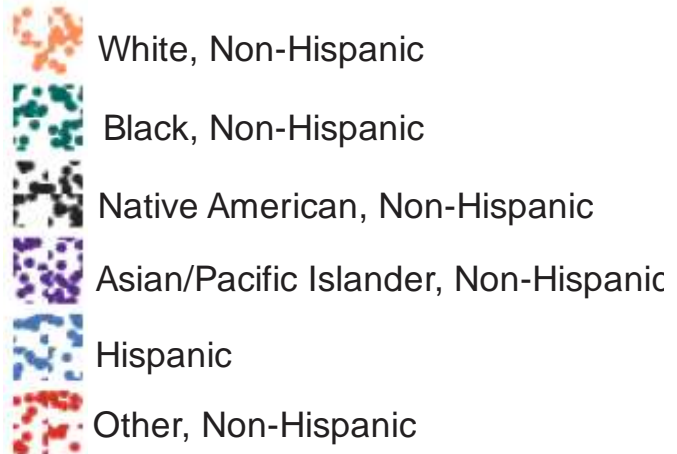 White, Non-Hispanic
Black, Non-Hispanic
Native American, Non-Hispanic
Asian/Pacific Islander, Non-Hispanic
Hispanic
Other, Non-Hispanic